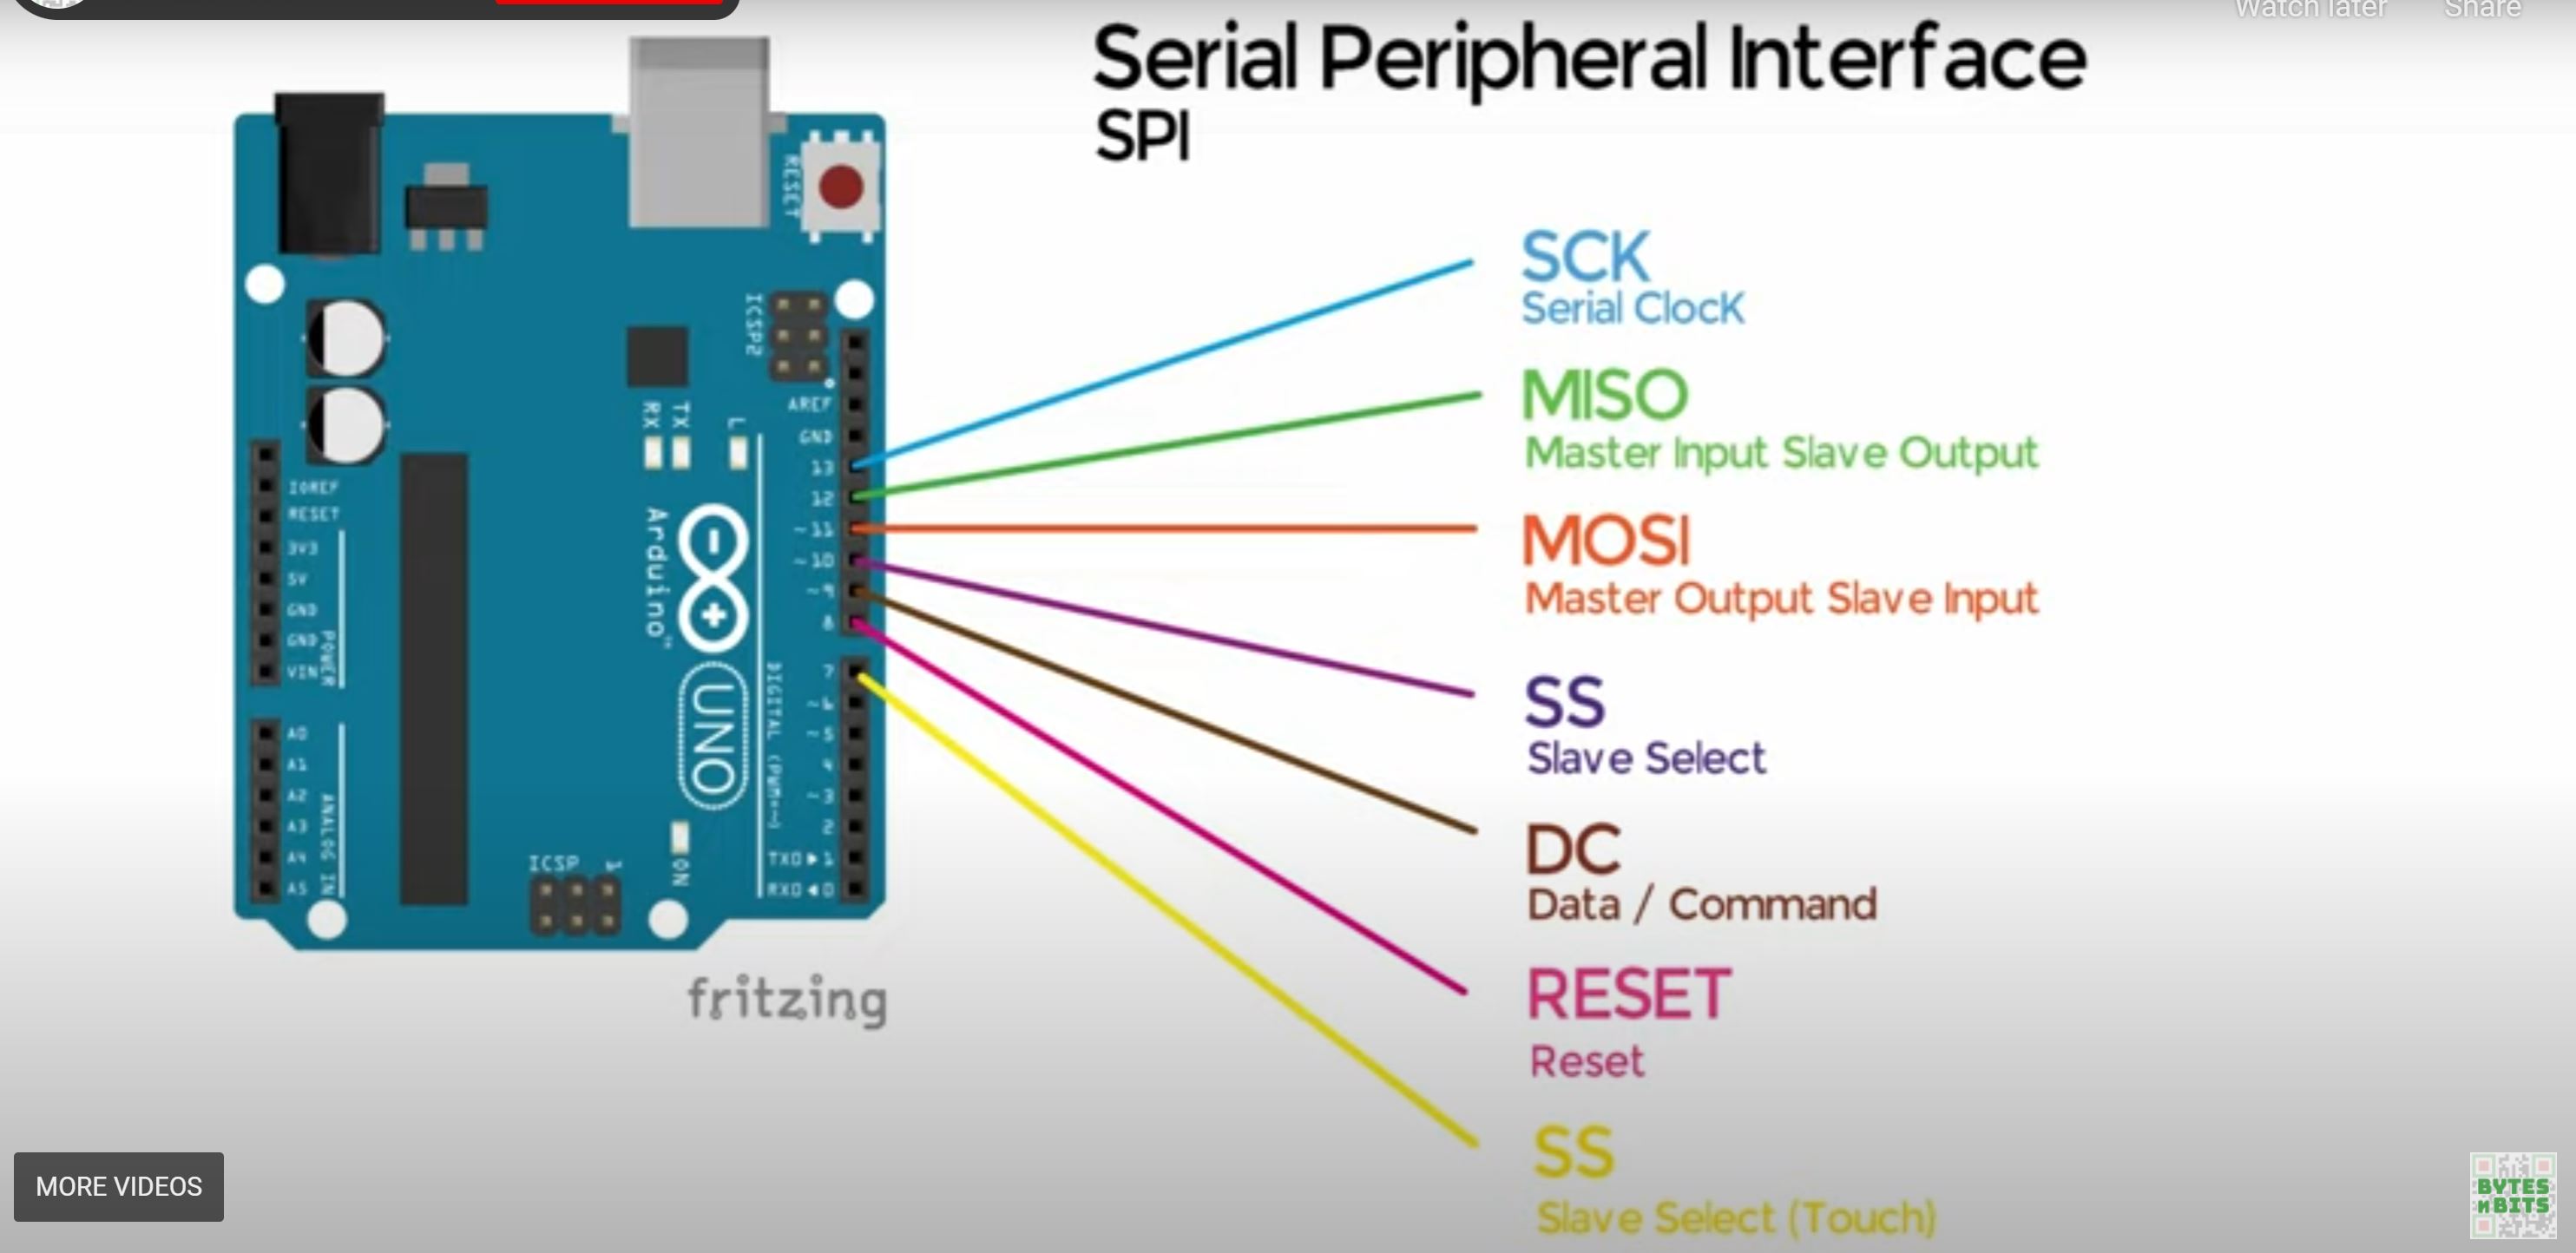 Watch later
Share
Serial Peripheral Interface
SPI
RESET
ICSP2
AREF
GND
13
12
~11
~10
~9
8
7
~6
~5
4
~3
2
TX0▶1
RX0◀0
RX
TX
L
Arduino™
UNO
DIGITAL (PWM=~)
ON
IOREF
RESET
3V3
5V
GND
GND
VIN
POWER
A0
A1
A2
A3
A4
A5
ANALOG IN
ICSP
1
fritzing
SCK
Serial ClocK
MISO
Master Input Slave Output
MOSI
Master Output Slave Input
SS
Slave Select
DC
Data / Command
RESET
Reset
SS
Slave Select (Touch)
MORE VIDEOS
BYTES
N BITS